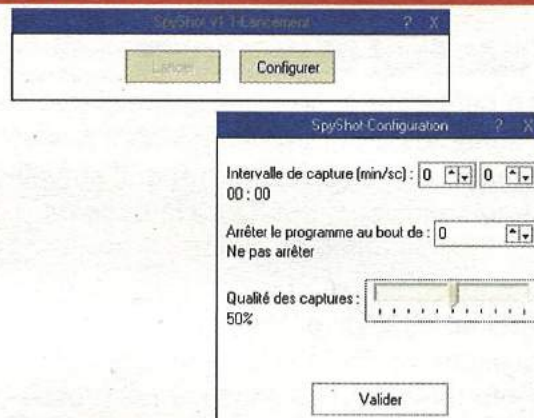 SpyShot v1.1-Lancement
Lancer
Configurer
SpyShot-Configuration
Intervalle de capture (min/sc) : 0 0
00 : 00
Arrêter le programme au bout de : 0
Ne pas arrêter
Qualité des captures :
50%
Valider